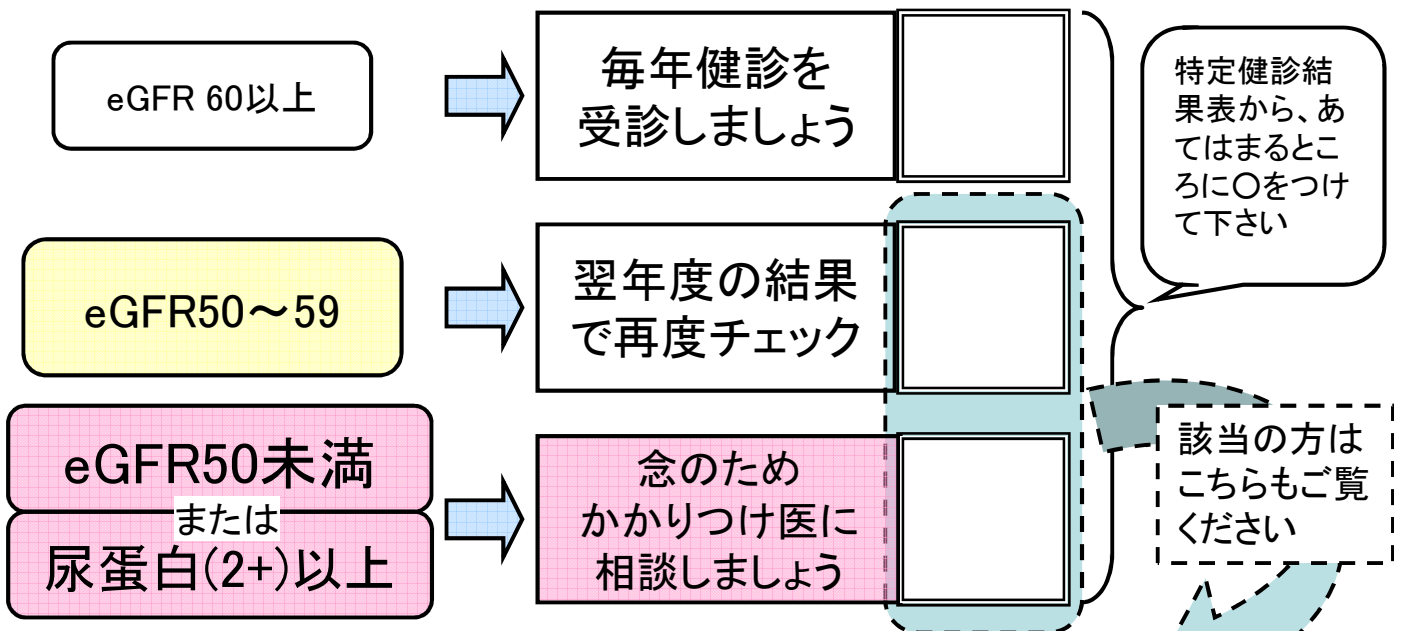 eGFR 60以上
毎年健診を
受診しましょう
特定健診結
果表から、あ
てはまるとこ
ろに〇をつけ
て下さい
eGFR50～59
翌年度の結果
で再度チェック
eGFR50未満
または
尿蛋白(2+)以上
念のため
かかりつけ医に
相談しましょう
該当の方は
こちらもご覧
ください